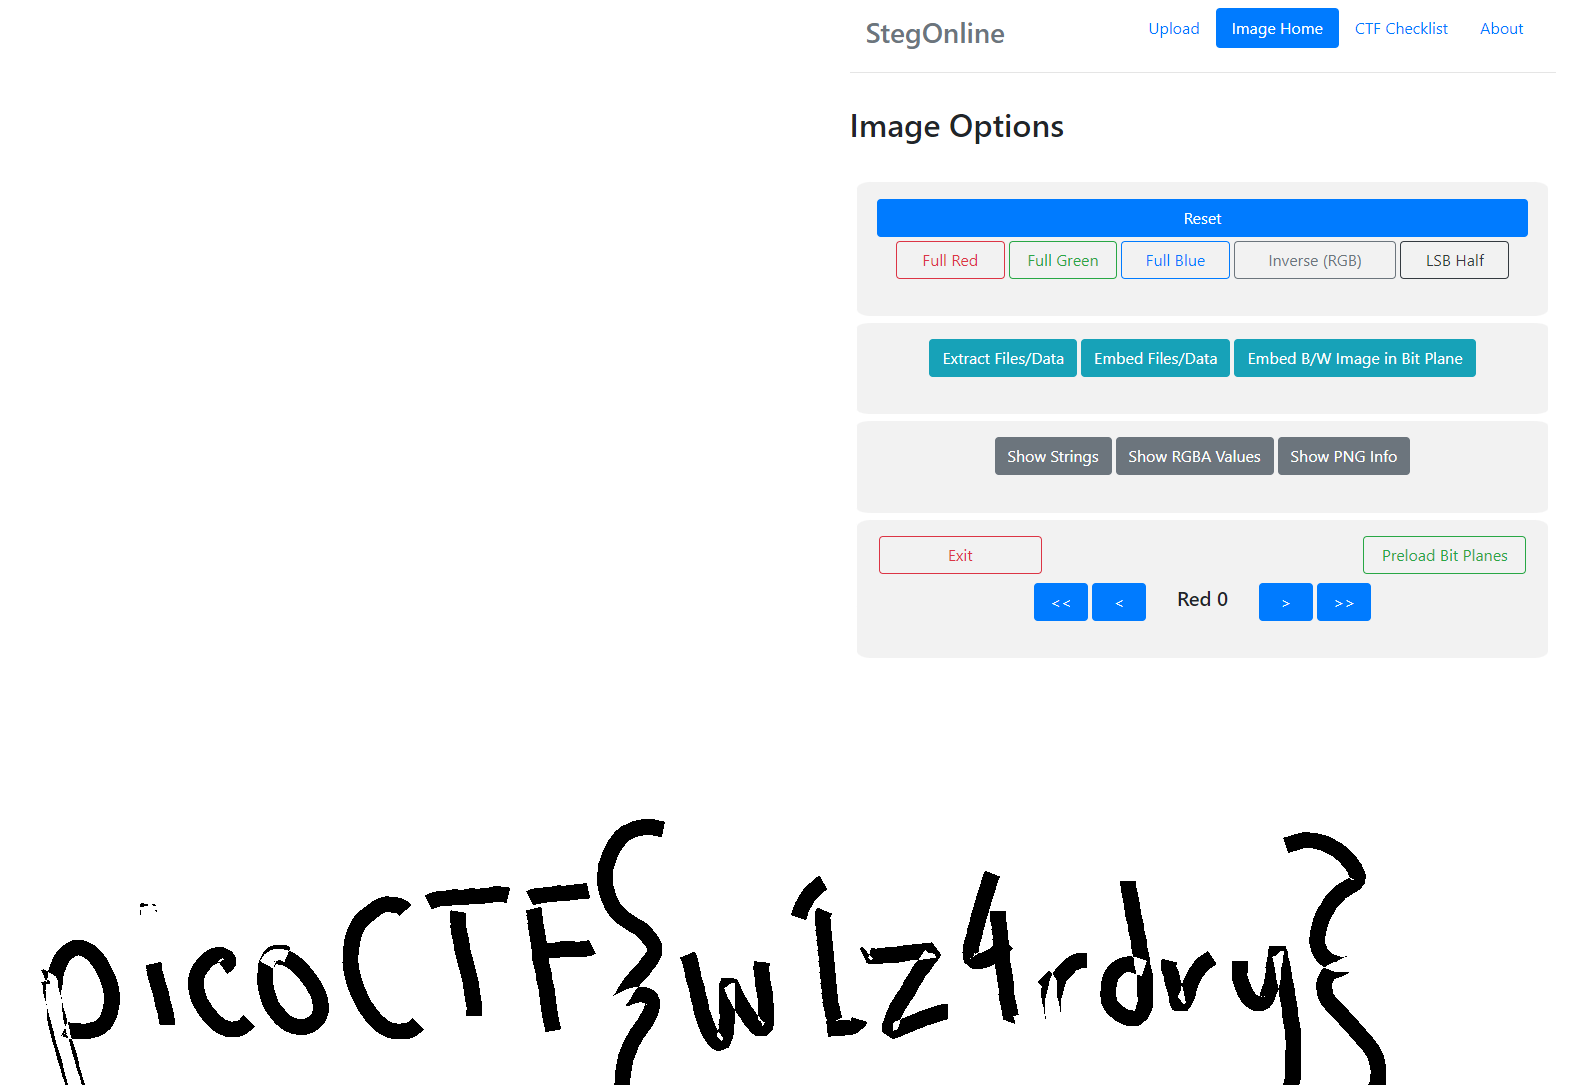 StegOnline Upload Image Home CTF Checklist About
Image Options
Reset
Full Red Full Green Full Blue Inverse (RGB) LSB Half
Extract Files/Data Embed Files/Data Embed B/W Image in Bit Plane
Show Strings Show RGBA Values Show PNG Info
Exit Preload Bit Planes
<< < Red 0 > >>
picoCTF{w1z4rdry}